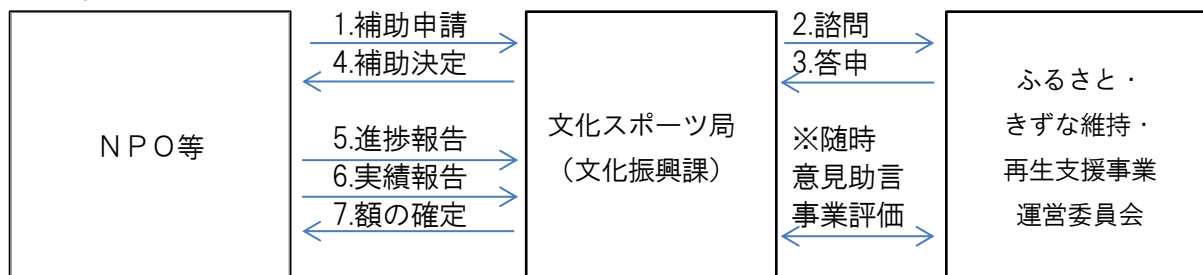 ＮＰＯ等
1.補助申請
4.補助決定
5.進捗報告
6.実績報告
7.額の確定
文化スポーツ局
（文化振興課）
2.諮問
3.答申
※随時
意見助言
事業評価
ふるさと・
きずな維持・
再生支援事業
運営委員会